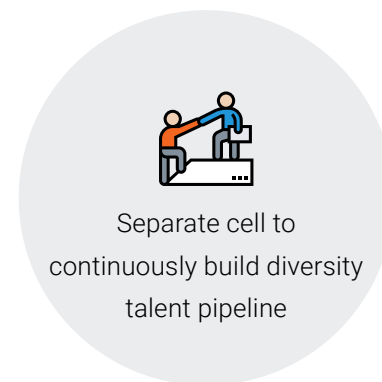 Separate cell to
continuously build diversity
talent pipeline